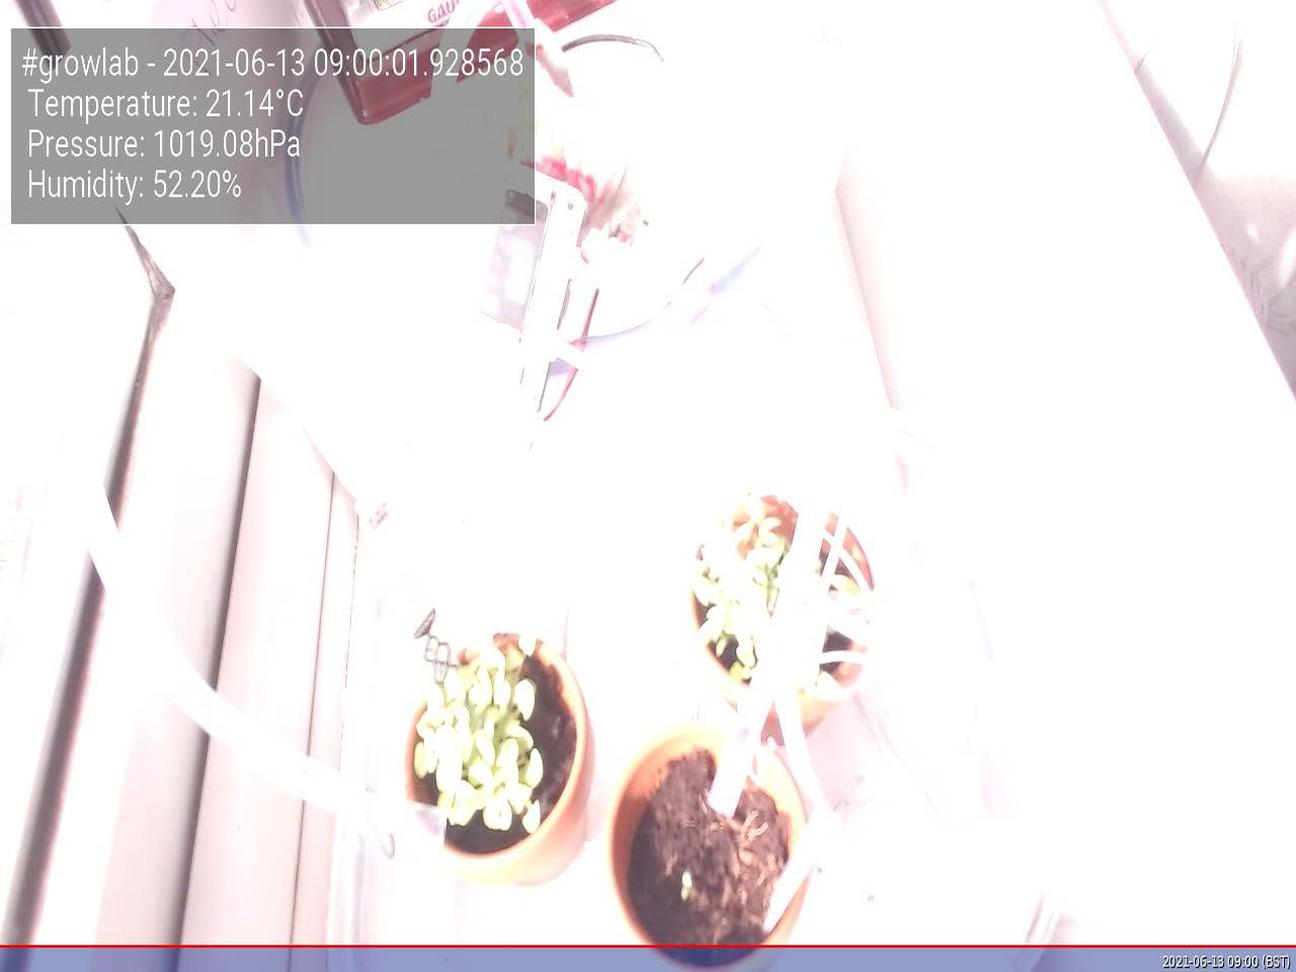 #growlab - 2021-06-13 09:00:01.928568
Temperature: 21.14°C
Pressure: 1019.08hPa
Humidity: 52.20%
2021-06-13 09:00 (BST)